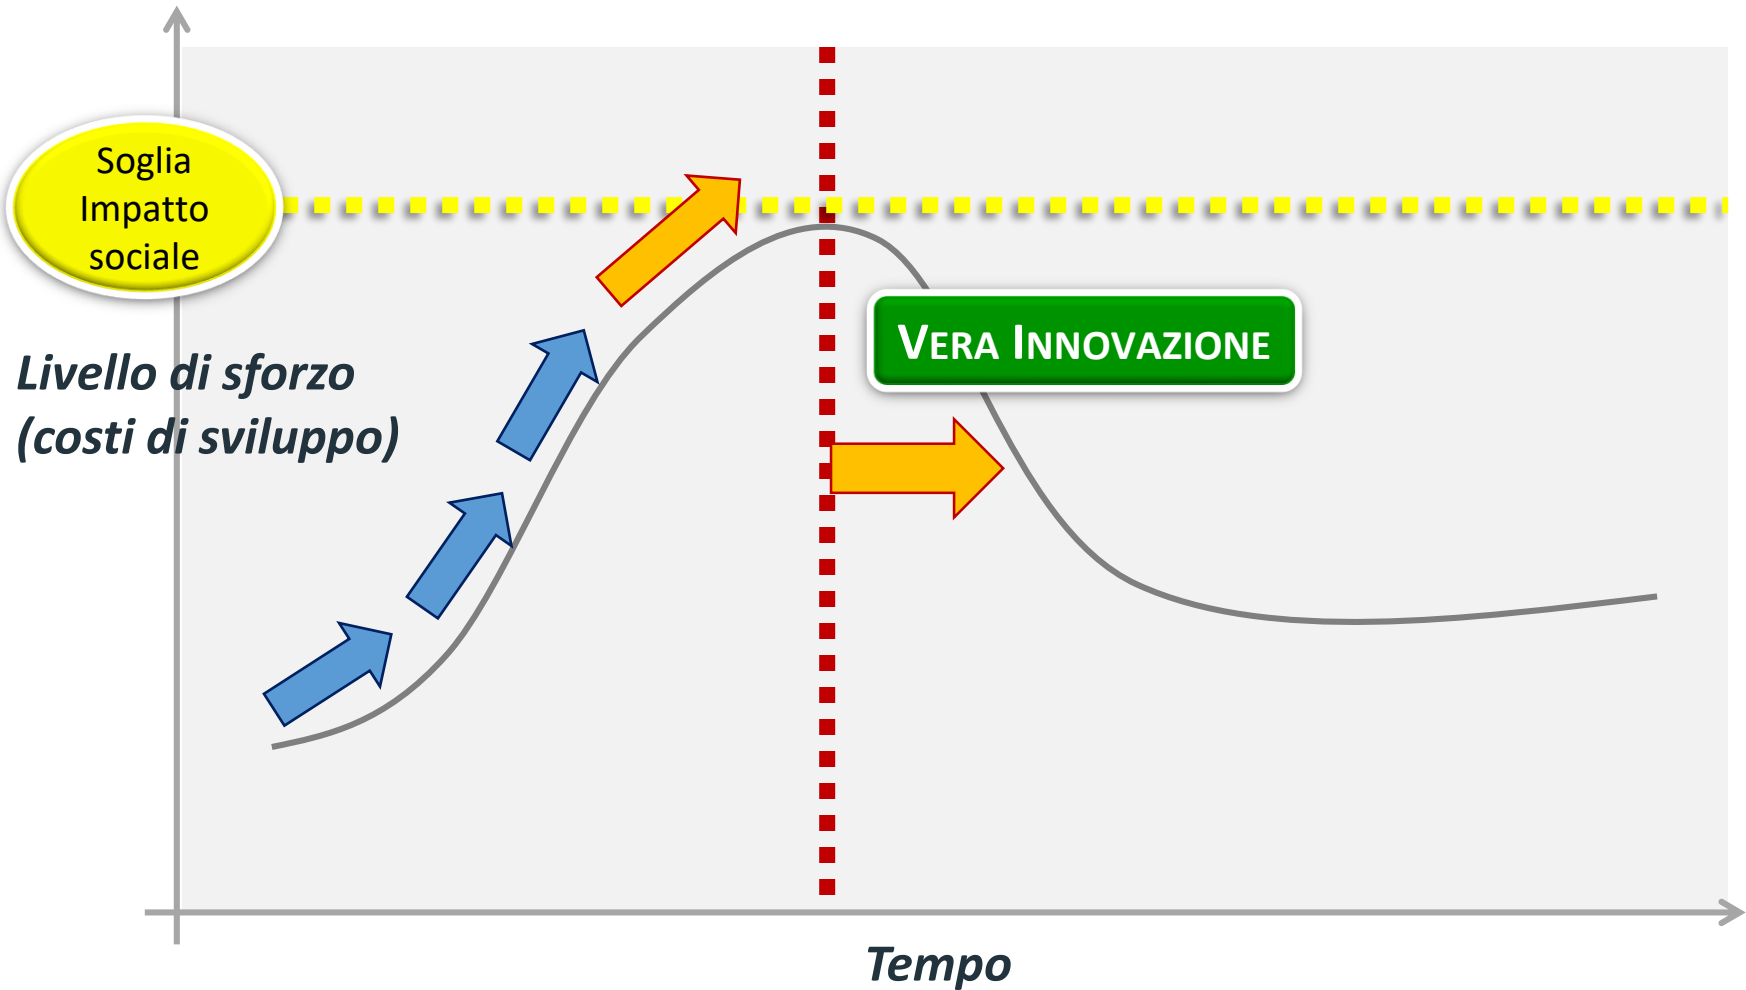 Soglia
Impatto
sociale
Livello di sforzo
(costi di sviluppo)
VERA INNOVAZIONE
Tempo